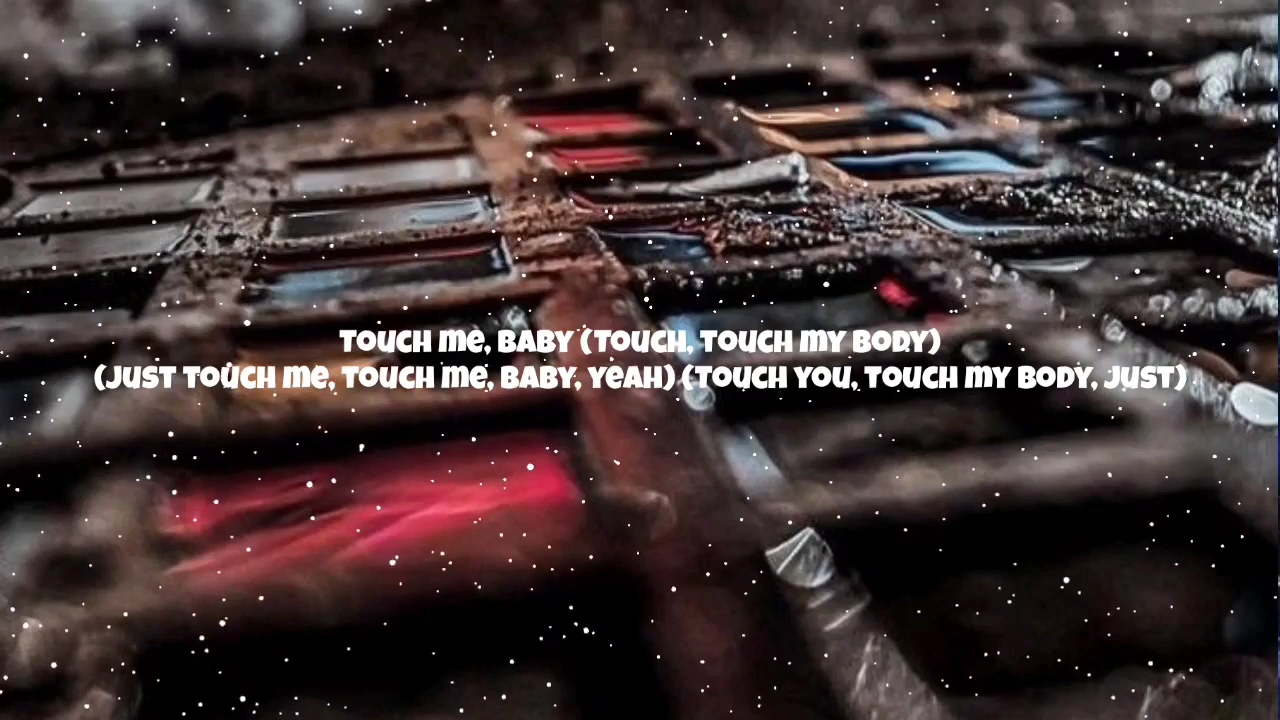 Touch me, baby (Touch, touch my body)
(Just touch me, touch me, baby, yeah) (Touch you, touch my body, just)